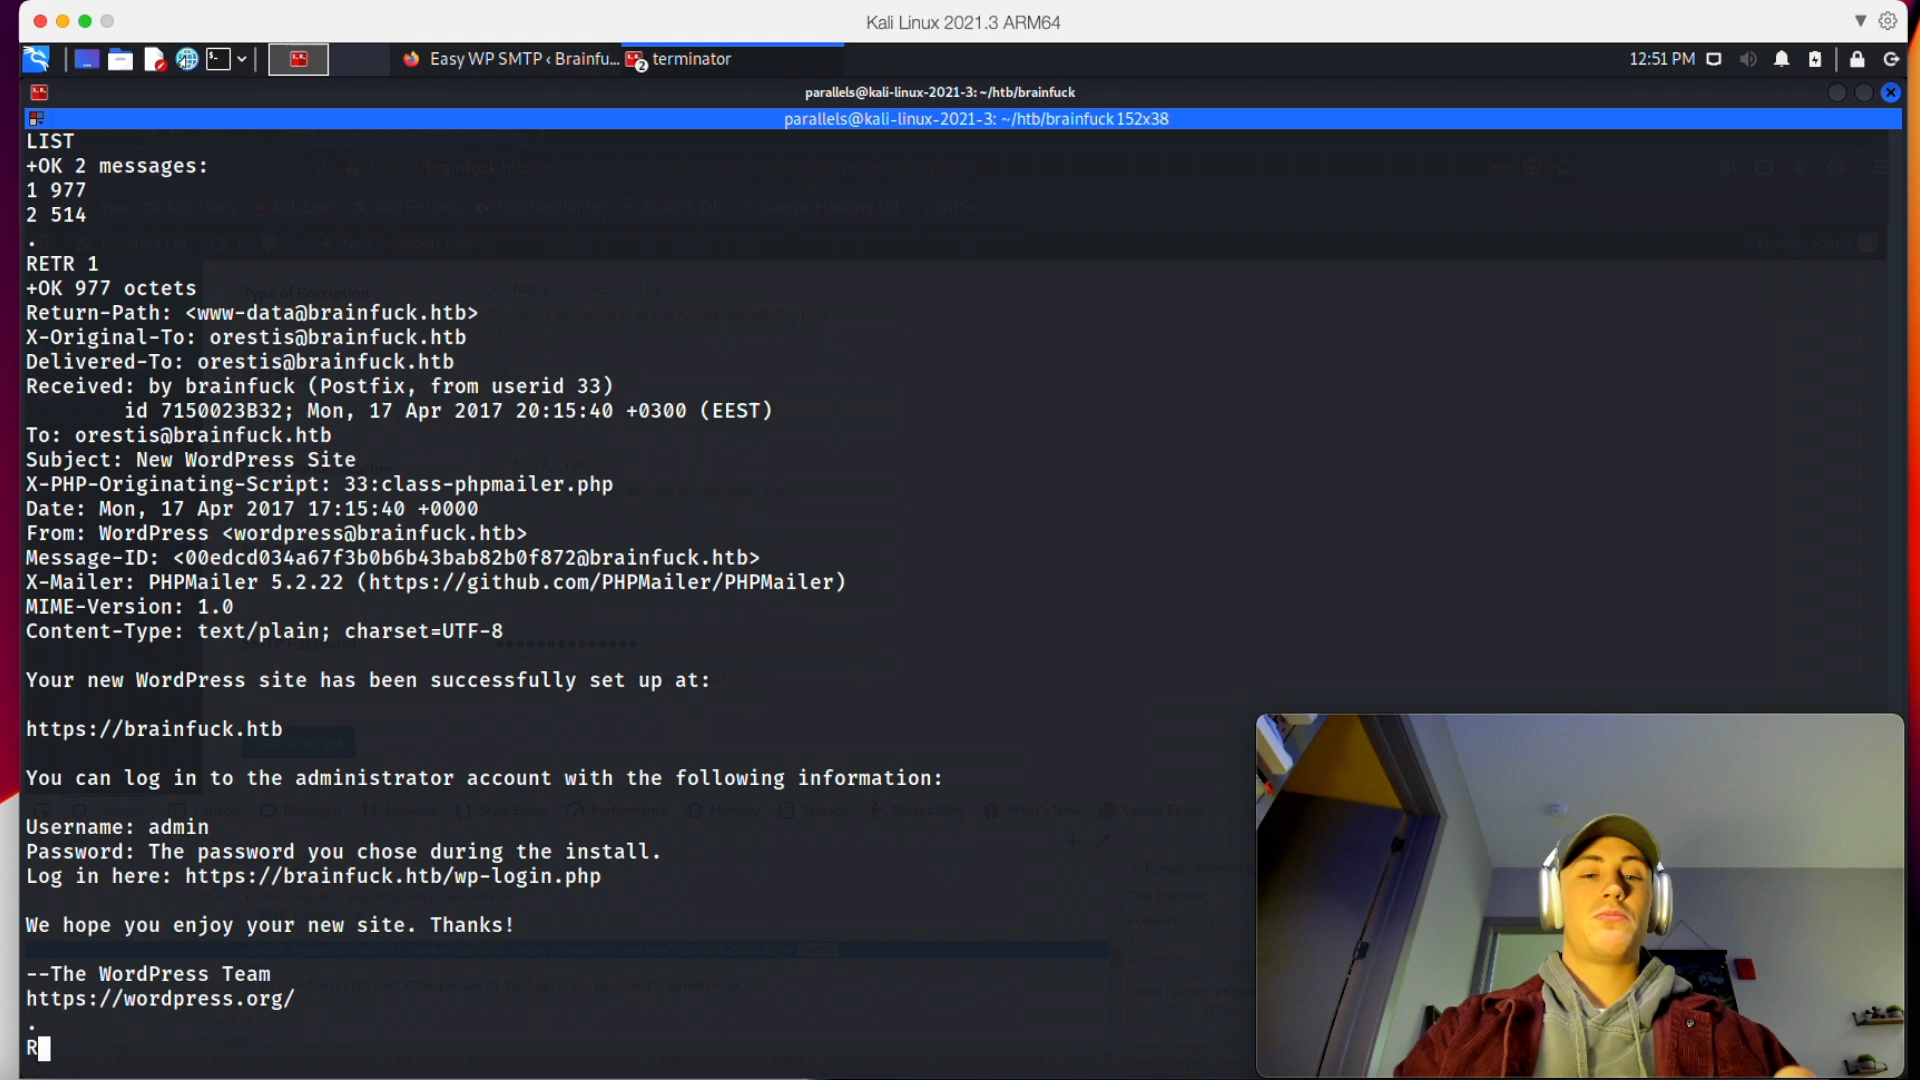 Kali Linux 2021.3 ARM64
Easy WP SMTP ‹ Brainfu...
2
terminator
12:51 PM
parallels@kali-linux-2021-3: ~/htb/brainfuck
parallels@kali-linux-2021-3: ~/htb/brainfuck 152x38
LIST
+OK 2 messages:
1 977
2 514
.
RETR 1
+OK 977 octets
Return-Path: <www-data@brainfuck.htb>
X-Original-To: orestis@brainfuck.htb
Delivered-To: orestis@brainfuck.htb
Received: by brainfuck (Postfix, from userid 33)
id 7150023B32; Mon, 17 Apr 2017 20:15:40 +0300 (EEST)
To: orestis@brainfuck.htb
Subject: New WordPress Site
X-PHP-Originating-Script: 33:class-phpmailer.php
Date: Mon, 17 Apr 2017 17:15:40 +0000
From: WordPress <wordpress@brainfuck.htb>
Message-ID: <00edcd034a67f3b0b6b43bab82b0f872@brainfuck.htb>
X-Mailer: PHPMailer 5.2.22 (https://github.com/PHPMailer/PHPMailer)
MIME-Version: 1.0
Content-Type: text/plain; charset=UTF-8
Your new WordPress site has been successfully set up at:
https://brainfuck.htb
You can log in to the administrator account with the following information:
Username: admin
Password: The password you chose during the install.
Log in here: https://brainfuck.htb/wp-login.php
We hope you enjoy your new site. Thanks!
--The WordPress Team
https://wordpress.org/
.
R